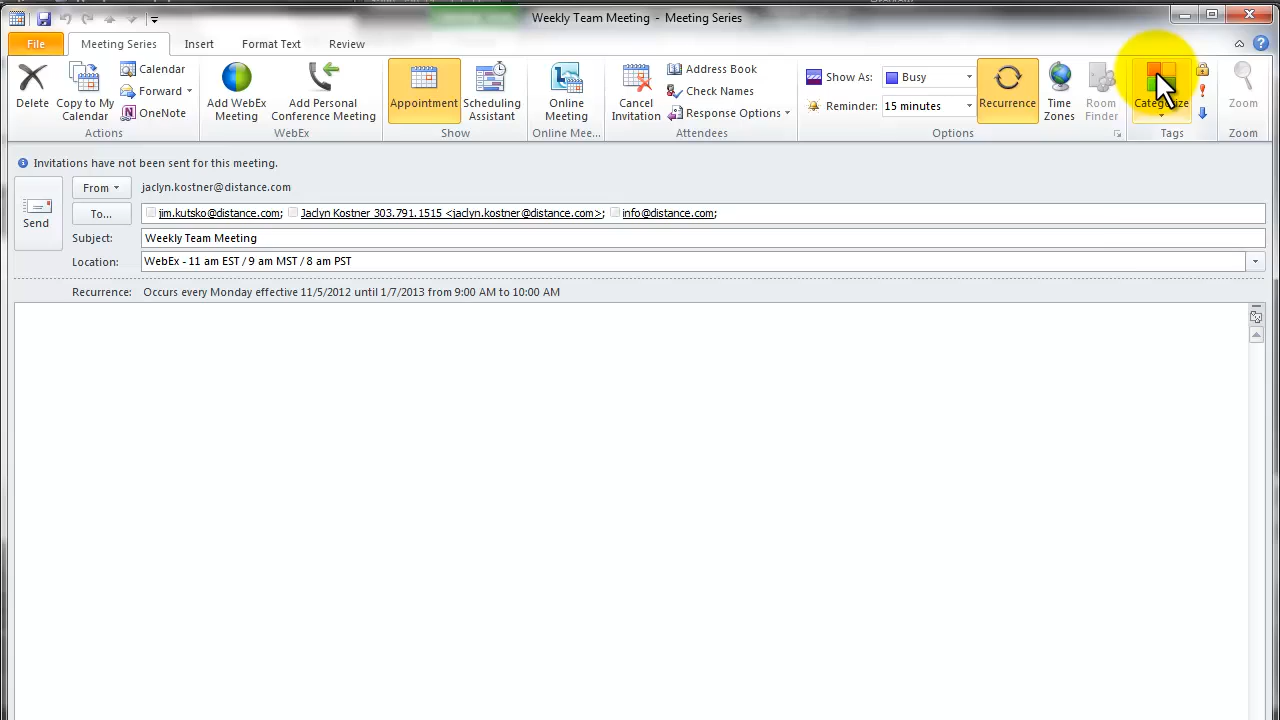 Weekly Team Meeting - Meeting Series
File Meeting Series Insert Format Text Review
Delete
Copy to My Calendar
Calendar
Forward
OneNote
Actions
Add WebEx Meeting
Add Personal Conference Meeting
WebEx
Appointment
Scheduling Assistant
Show
Online Meeting
Online Mee...
Cancel Invitation
Address Book
Check Names
Response Options
Attendees
Show As: Busy
Reminder: 15 minutes
Recurrence
Time Zones
Room Finder
Options
Categorize
Tags
Zoom
Zoom
Invitations have not been sent for this meeting.
Send
From jaclyn.kostner@distance.com
To... jim.kutsko@distance.com; Jaclyn Kostner 303.791.1515 <jaclyn.kostner@distance.com>; info@distance.com;
Subject: Weekly Team Meeting
Location: WebEx - 11 am EST / 9 am MST / 8 am PST
Recurrence: Occurs every Monday effective 11/5/2012 until 1/7/2013 from 9:00 AM to 10:00 AM